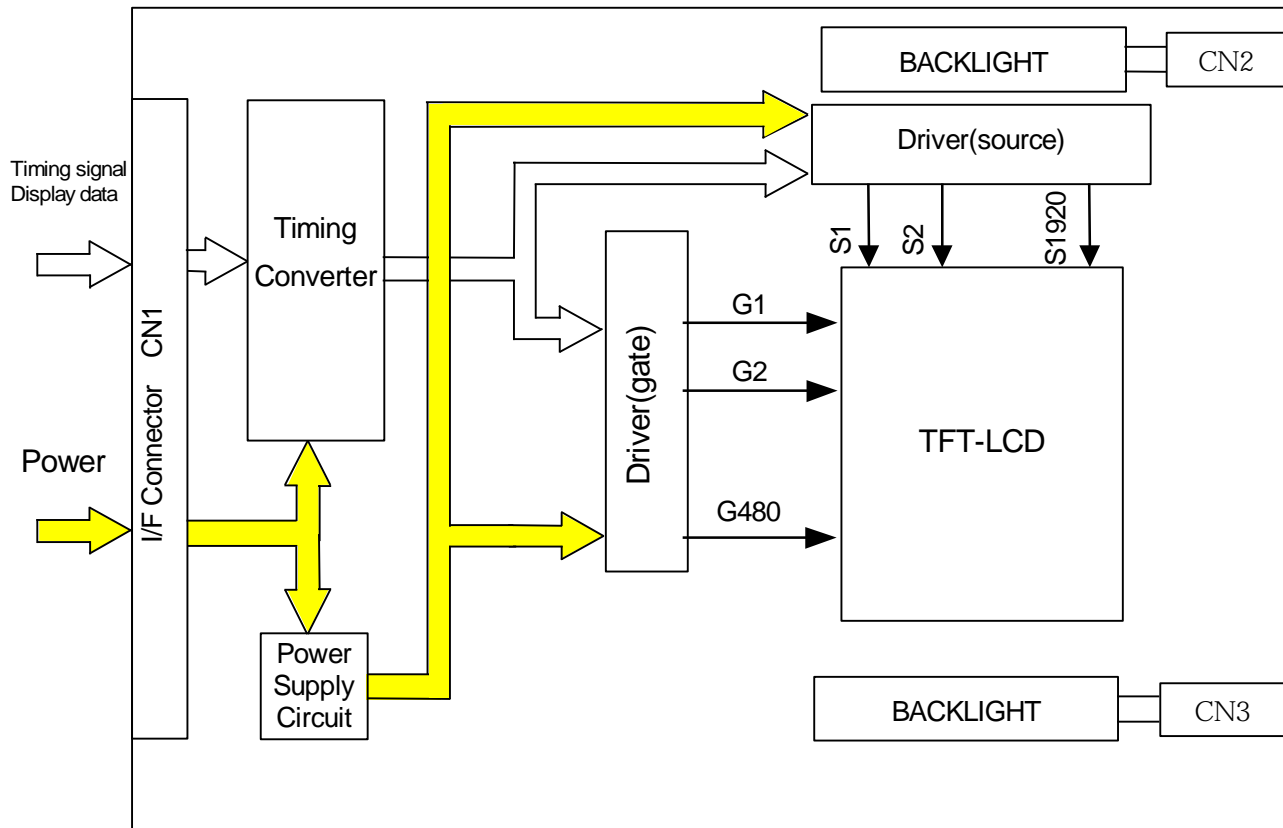 BACKLIGHT
CN2
Timing signal
Display data
I/F Connector CN1
Timing
Converter
Driver(source)
S1
S2
S1920
Driver(gate)
G1
G2
G480
TFT-LCD
Power
Power
Supply
Circuit
BACKLIGHT
CN3